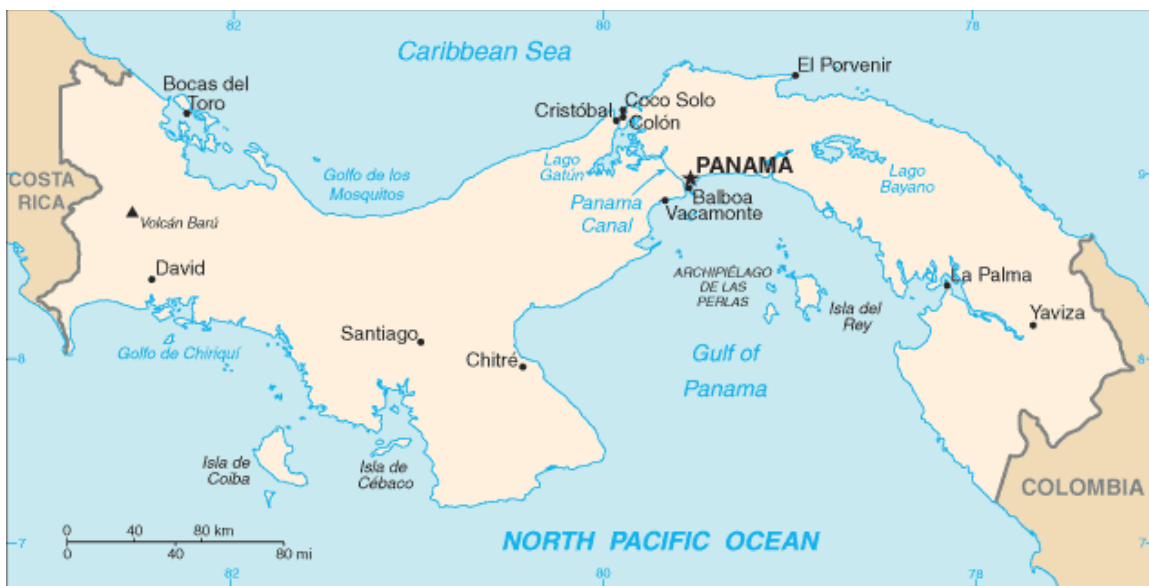 82
80
78
Caribbean Sea
El Porvenir
Bocas del
Toro
Coco Solo
Cristóbal
Colón
PANAMÁ
Lago
Gatún
Lago
Bayano
Golfo de los
Mosquitos
9
COSTA
RICA
Balboa
Panama
Canal
Vacamonte
Volcán Barú
David
ARCHIPIÉLAGO
DE LAS
PERLAS
La Palma
Isla del
Rey
Yaviza
Santiago
Golfo de Chiriquí
Chitré
8
8
Gulf of
Panama
Isla de
Coiba
Isla de
Cébaco
COLOMBIA
0 40 80 km
0 40 80 mi
NORTH PACIFIC OCEAN
7
7
82
80
78